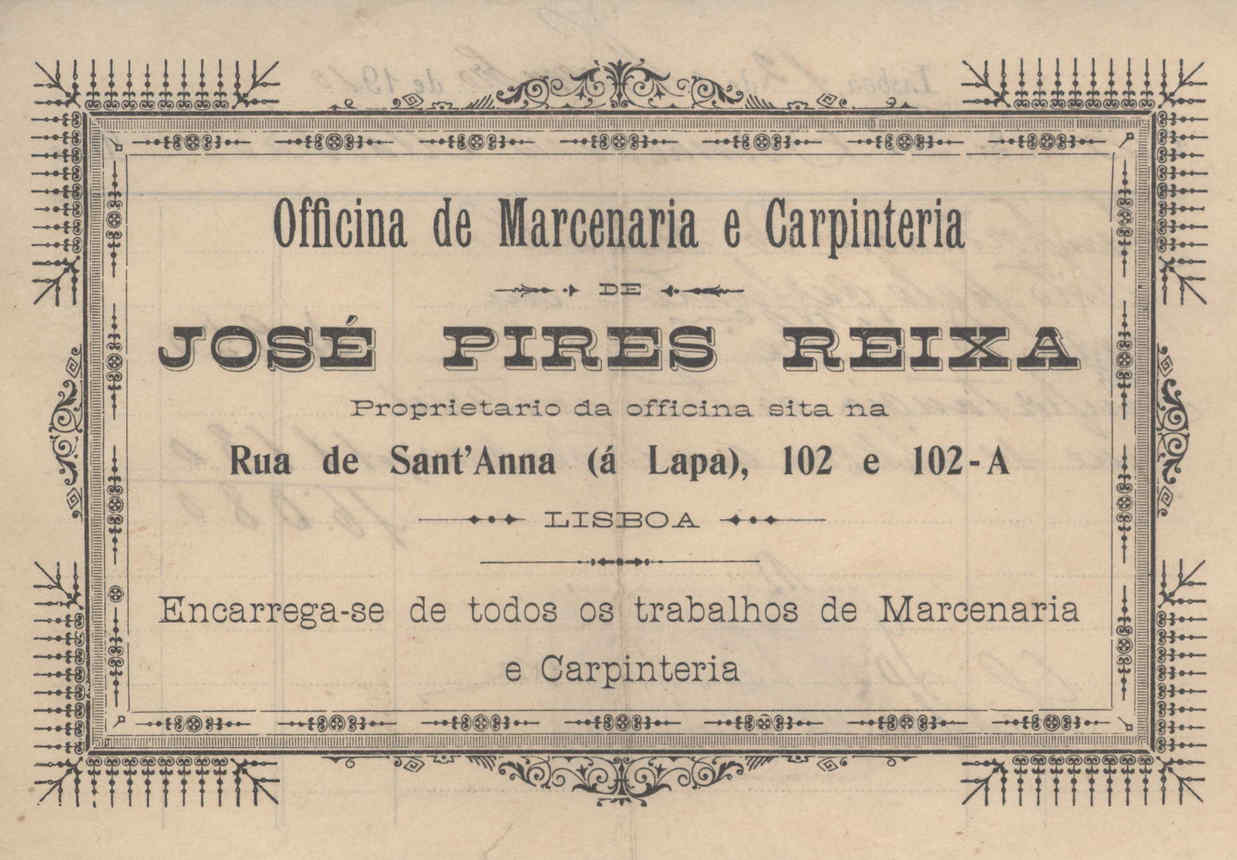 Officina de Marcenaria e Carpinteria
DE
JOSÉ PIRES REIXA
Proprietario da officina sita na
Rua de Sant'Anna (á Lapa), 102 e 102-A
LISBOA
Encarrega-se de todos os trabalhos de Marcenaria
e Carpinteria